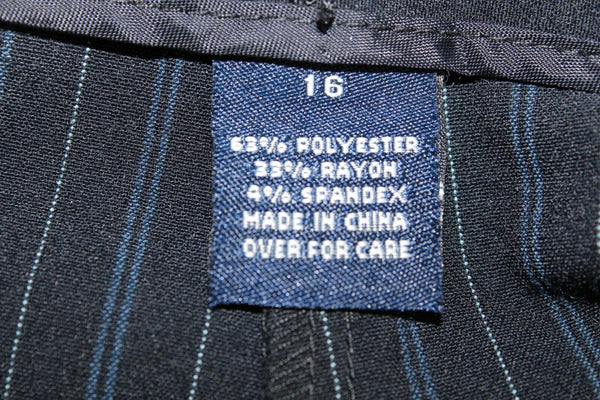 16
63% POLYESTER
33% RAYON
4% SPANDEX
MADE IN CHINA
OVER FOR CARE